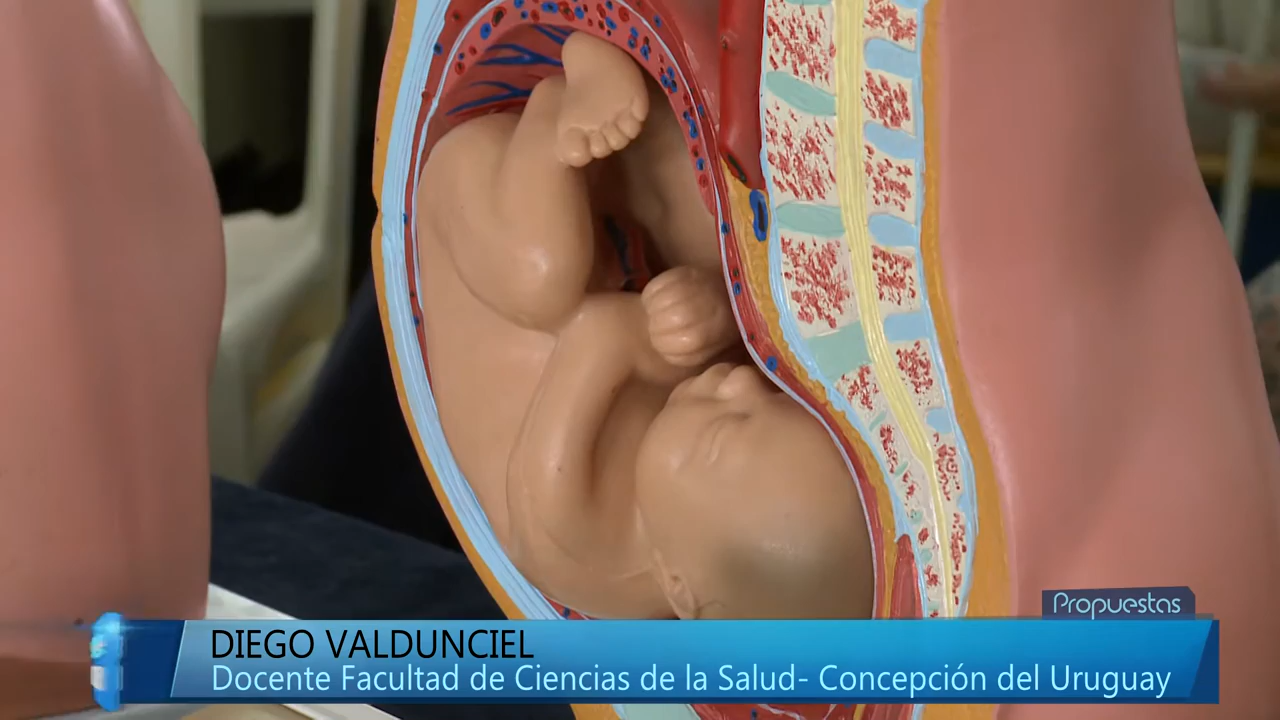 Propuestas
DIEGO VALDUNCIEL
Docente Facultad de Ciencias de la Salud- Concepción del Uruguay